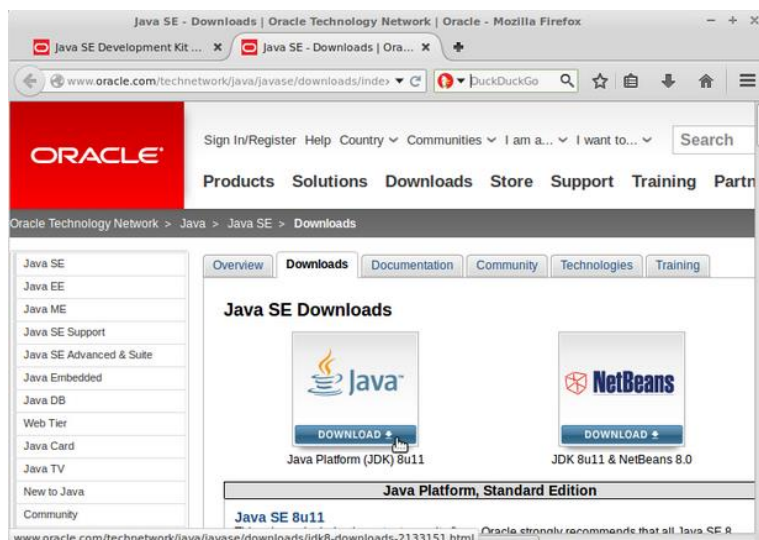 Java SE - Downloads | Oracle Technology Network | Oracle - Mozilla Firefox
Java SE Development Kit ...
Java SE - Downloads | Ora...
www.oracle.com/technetwork/java/javase/downloads/inde
DuckDuckGo
ORACLE
Sign In/Register Help Country Communities I am a... I want to... Search
Products Solutions Downloads Store Support Training Partn
Oracle Technology Network > Java > Java SE > Downloads
Java SE
Java EE
Java ME
Java SE Support
Java SE Advanced & Suite
Java Embedded
Java DB
Web Tier
Java Card
Java TV
New to Java
Community
Overview Downloads Documentation Community Technologies Training
Java SE Downloads
Java
DOWNLOAD
Java Platform (JDK) 8u11
NetBeans
DOWNLOAD
JDK 8u11 & NetBeans 8.0
Java Platform, Standard Edition
Java SE 8u11
Oracle strongly recommends that all Java SE 8
www.oracle.com/technetwork/java/javase/downloads/jdk8-downloads-2133151.html